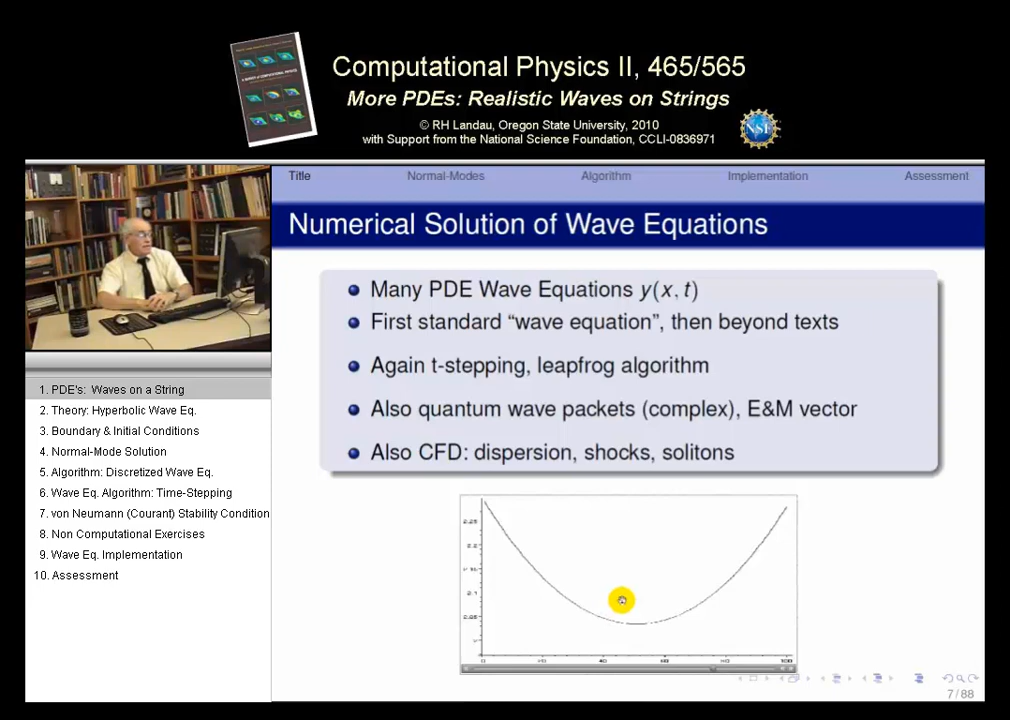 Computational Physics II, 465/565
More PDEs: Realistic Waves on Strings
© RH Landau, Oregon State University, 2010
with Support from the National Science Foundation, CCLI-0836971
NSF
Title Normal-Modes Algorithm Implementation Assessment
Numerical Solution of Wave Equations
Many PDE Wave Equations y(x, t)
First standard “wave equation”, then beyond texts
Again t-stepping, leapfrog algorithm
Also quantum wave packets (complex), E&M vector
Also CFD: dispersion, shocks, solitons
1. PDE's: Waves on a String
2. Theory: Hyperbolic Wave Eq.
3. Boundary & Initial Conditions
4. Normal-Mode Solution
5. Algorithm: Discretized Wave Eq.
6. Wave Eq. Algorithm: Time-Stepping
7. von Neumann (Courant) Stability Condition
8. Non Computational Exercises
9. Wave Eq. Implementation
10. Assessment
7/88